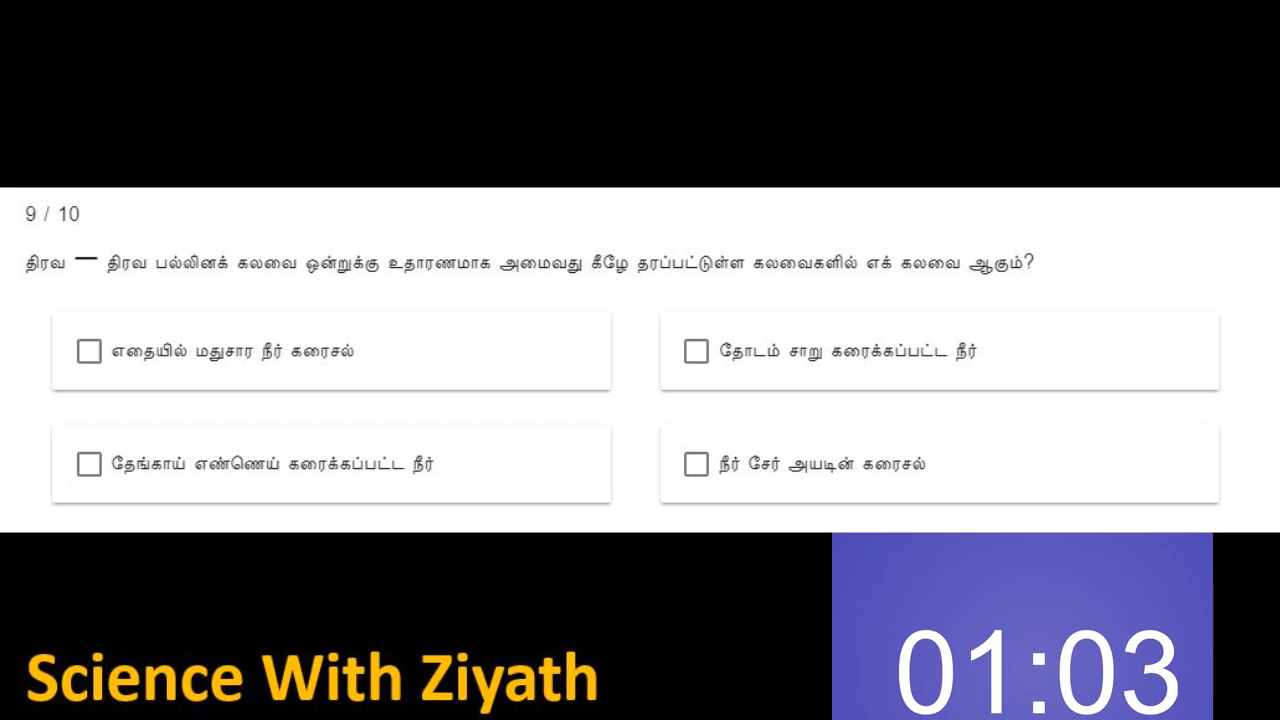 9 / 10
திரவ — திரவ பல்லினக் கலவை ஒன்றுக்கு உதாரணமாக அமைவது கீழே தரப்பட்டுள்ள கலவைகளில் எக் கலவை ஆகும்?
எதையில் மதுசார நீர் கரைசல்
தோடம் சாறு கரைக்கப்பட்ட நீர்
தேங்காய் எண்ணெய் கரைக்கப்பட்ட நீர்
நீர் சேர் அயடின் கரைசல்
Science With Ziyath
01:03